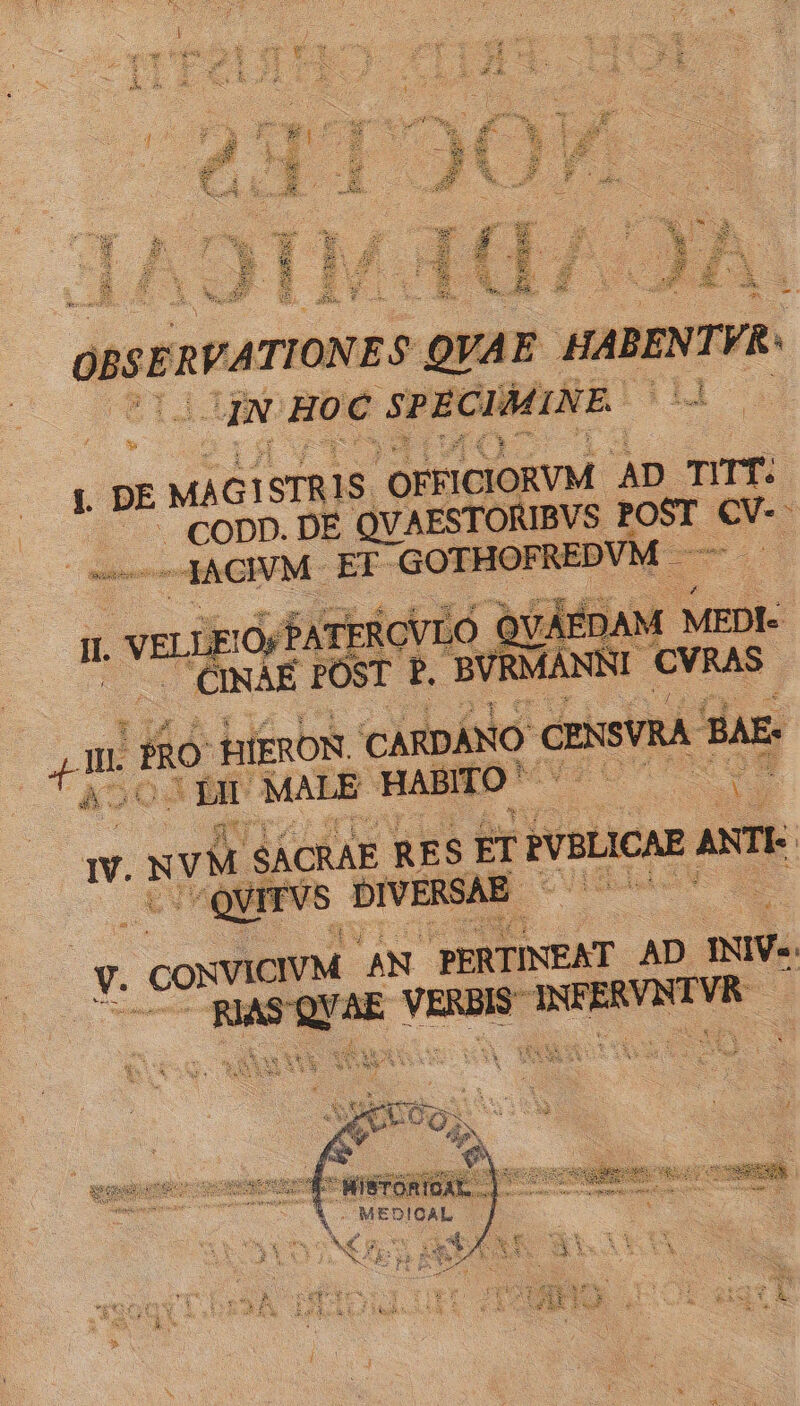 OBSERVATIONES QVAE HABENTVR
IN HOC SPECIMINE
I. DE MAGISTRIS OFFICIORVM AD TITT.
CODD. DE QVAESTORIBVS POST CV-
IACIVM ET GOTHOFREDVM
II. VELLEIO, PATERCVLO QVAEDAM MEDI-
CINAE POST P. BVRMANNI CVRAS
+ III. PRO HIERON. CARDANO CENSVRA BAE-
LII MALE HABITO
IV. NVM SACRAE RES ET PVBLICAE ANTI-
QVITVS DIVERSAE
V. CONVICIVM AN PERTINEAT AD INIV-
RIAS QVAE VERBIS INFERVNTVR
HISTORICAL
MEDICAL